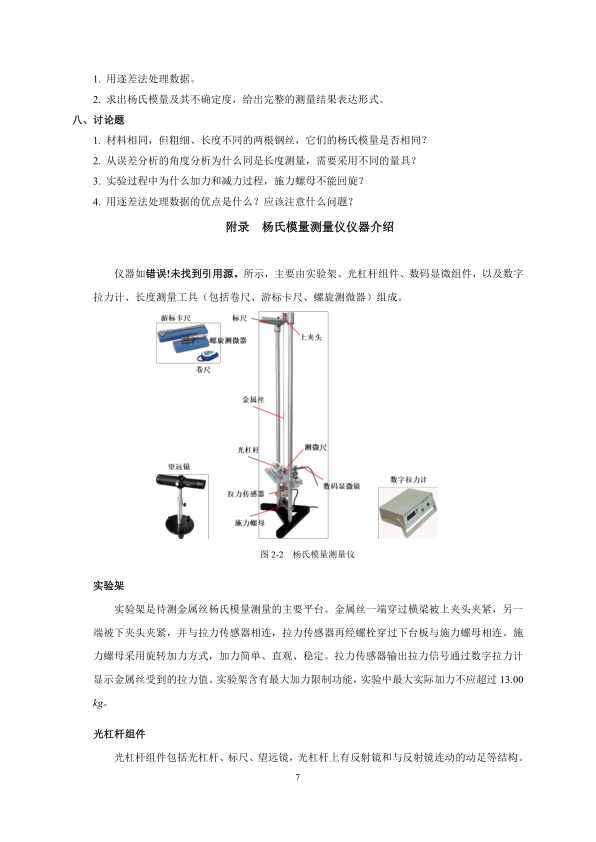 1. 用逐差法处理数据。
2. 求出杨氏模量及其不确定度，给出完整的测量结果表达形式。
八、讨论题
1. 材料相同，但粗细、长度不同的两根钢丝，它们的杨氏模量是否相同？
2. 从误差分析的角度分析为什么同是长度测量，需要采用不同的量具？
3. 实验过程中为什么加力和减力过程，施力螺母不能回旋？
4. 用逐差法处理数据的优点是什么？应该注意什么问题？
附录 杨氏模量测量仪仪器介绍
仪器如错误!未找到引用源。所示，主要由实验架、光杠杆组件、数码显微组件，以及数字
拉力计、长度测量工具（包括卷尺、游标卡尺、螺旋测微器）组成。
游标卡尺
标尺
上夹头
螺旋测微器
卷尺
金属丝
光杠杆
测微尺
望远镜
数码显微镜
数字拉力计
拉力传感器
施力螺母
图 2-2 杨氏模量测量仪
实验架
实验架是待测金属丝杨氏模量测量的主要平台。金属丝一端穿过横梁被上夹头夹紧，另一
端被下夹头夹紧，并与拉力传感器相连，拉力传感器再经螺栓穿过下台板与施力螺母相连。施
力螺母采用旋转加力方式，加力简单、直观、稳定。拉力传感器输出拉力信号通过数字拉力计
显示金属丝受到的拉力值。实验架含有最大加力限制功能，实验中最大实际加力不应超过 13.00
kg。
光杠杆组件
光杠杆组件包括光杠杆、标尺、望远镜，光杠杆上有反射镜和与反射镜连动的动足等结构。
7